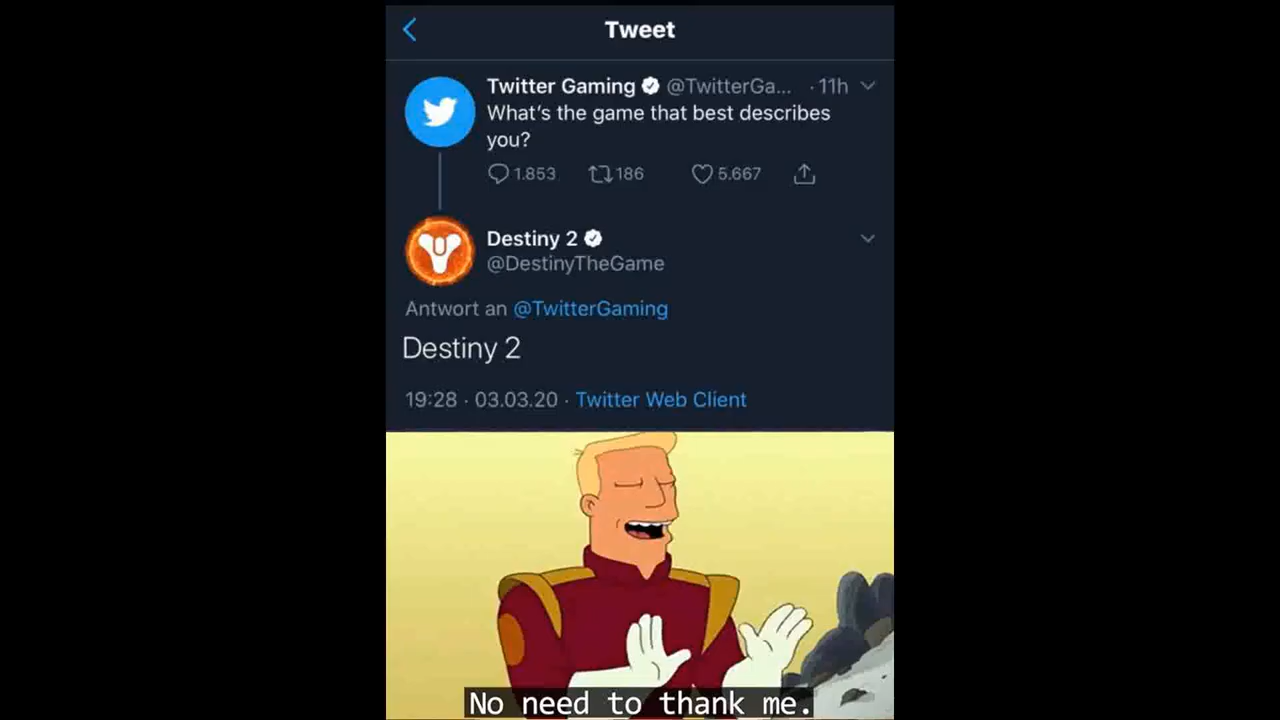 Tweet
Twitter Gaming @TwitterGa... · 11h
What's the game that best describes
you?
1.853 186 5.667
Destiny 2
@DestinyTheGame
Antwort an @TwitterGaming
Destiny 2
19:28 · 03.03.20 · Twitter Web Client
No need to thank me.